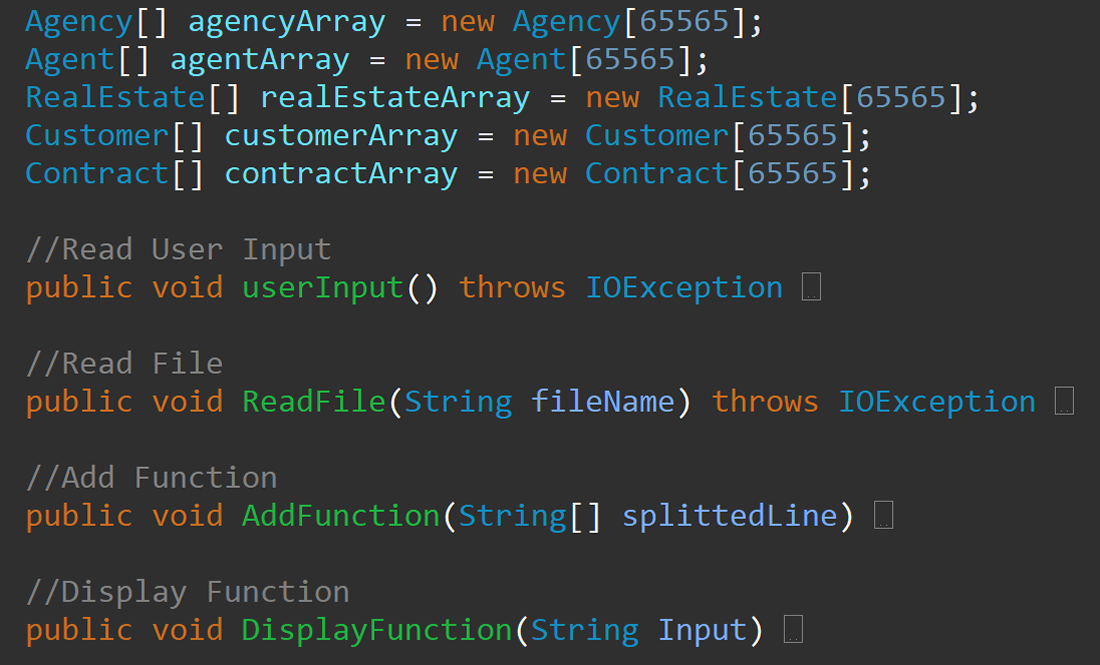 Agency[] agencyArray = new Agency[65565];
Agent[] agentArray = new Agent[65565];
RealEstate[] realEstateArray = new RealEstate[65565];
Customer[] customerArray = new Customer[65565];
Contract[] contractArray = new Contract[65565];
//Read User Input
public void userInput() throws IOException
//Read File
public void ReadFile(String fileName) throws IOException
//Add Function
public void AddFunction(String[] splittedLine)
//Display Function
public void DisplayFunction(String Input)